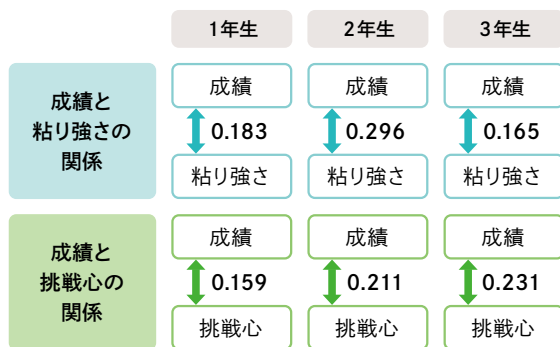 1年生 2年生 3年生
成績と
粘り強さの
関係
成績 成績 成績
0.183 0.296 0.165
粘り強さ 粘り強さ 粘り強さ
成績と
挑戦心の
関係
成績 成績 成績
0.159 0.211 0.231
挑戦心 挑戦心 挑戦心